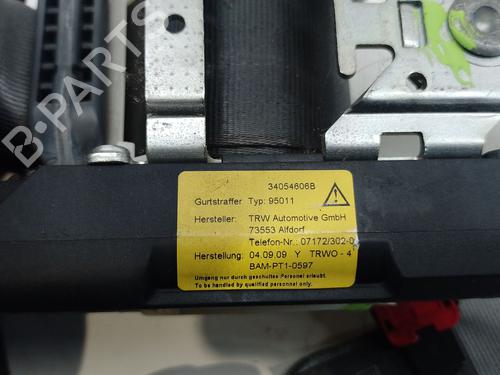 B-PARTS
34054606B
Gurtstraffer Typ: 95011
Hersteller: TRW Automotive GmbH
73553 Alfdorf
Telefon-Nr.: 07172/302-0
Herstellung: 04.09.09 Y TRWO - 4
BAM-PT1-0597
Umgang nur durch geschultes Personal erlaubt.
To be handled by qualified personnel only.